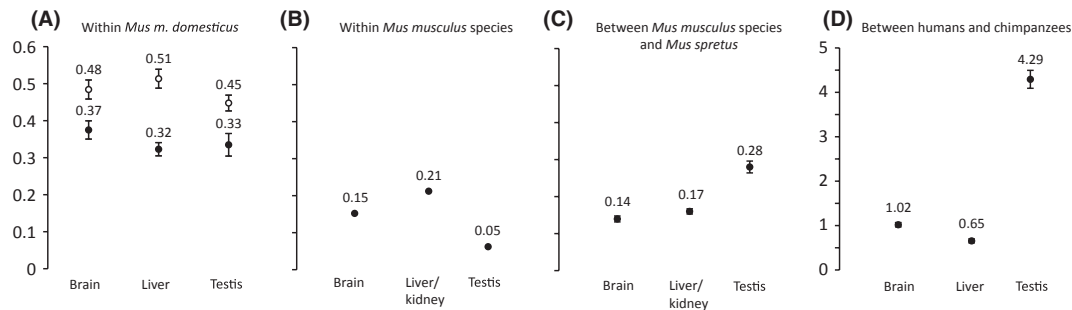 (A) Within Mus m. domesticus
0.6
0.5
0.4
0.3
0.2
0.1
0
0.48
0.37
0.51
0.32
0.45
0.33
Brain
Liver
Testis
(B) Within Mus musculus species
0.15
0.21
0.05
Brain
Liver/
kidney
Testis
(C) Between Mus musculus species
and Mus spretus
0.14
0.17
0.28
Brain
Liver/
kidney
Testis
(D) Between humans and chimpanzees
5
4
3
2
1
0
1.02
0.65
4.29
Brain
Liver
Testis